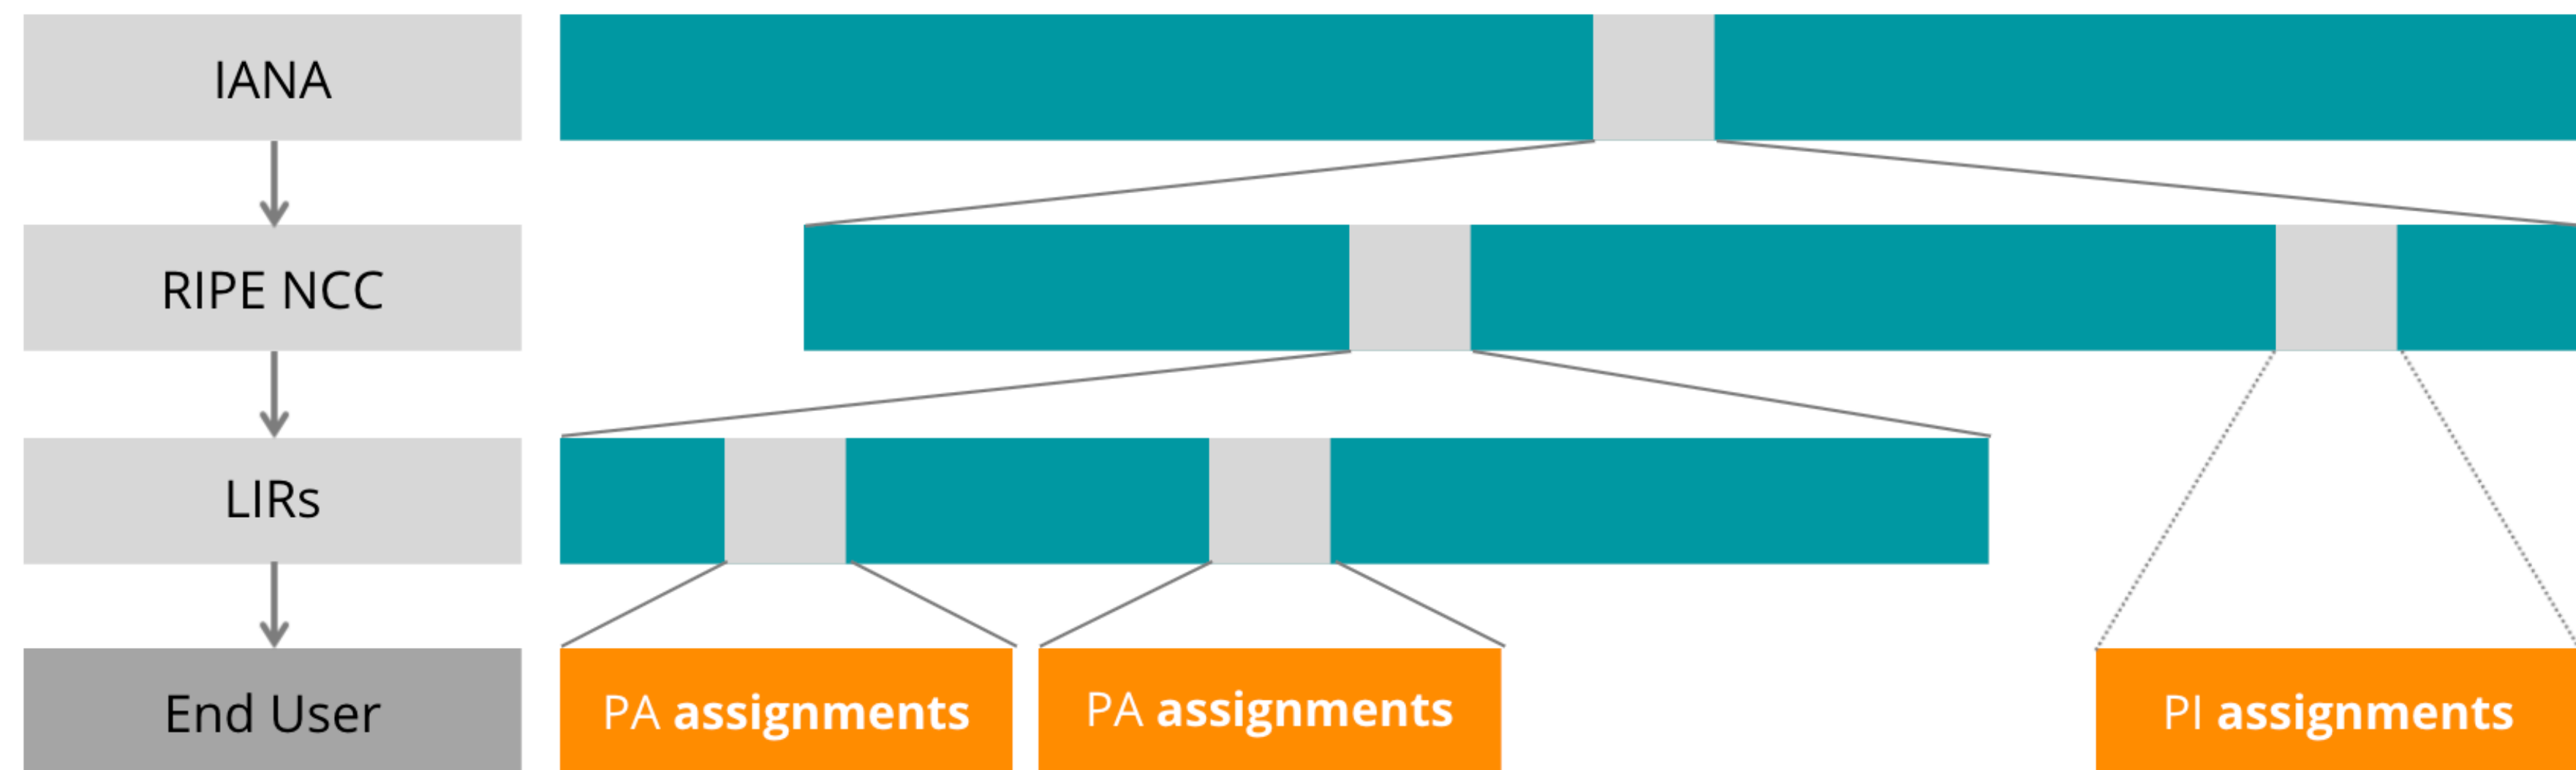 IANA
RIPE NCC
LIRs
End User
PA assignments
PA assignments
PI assignments